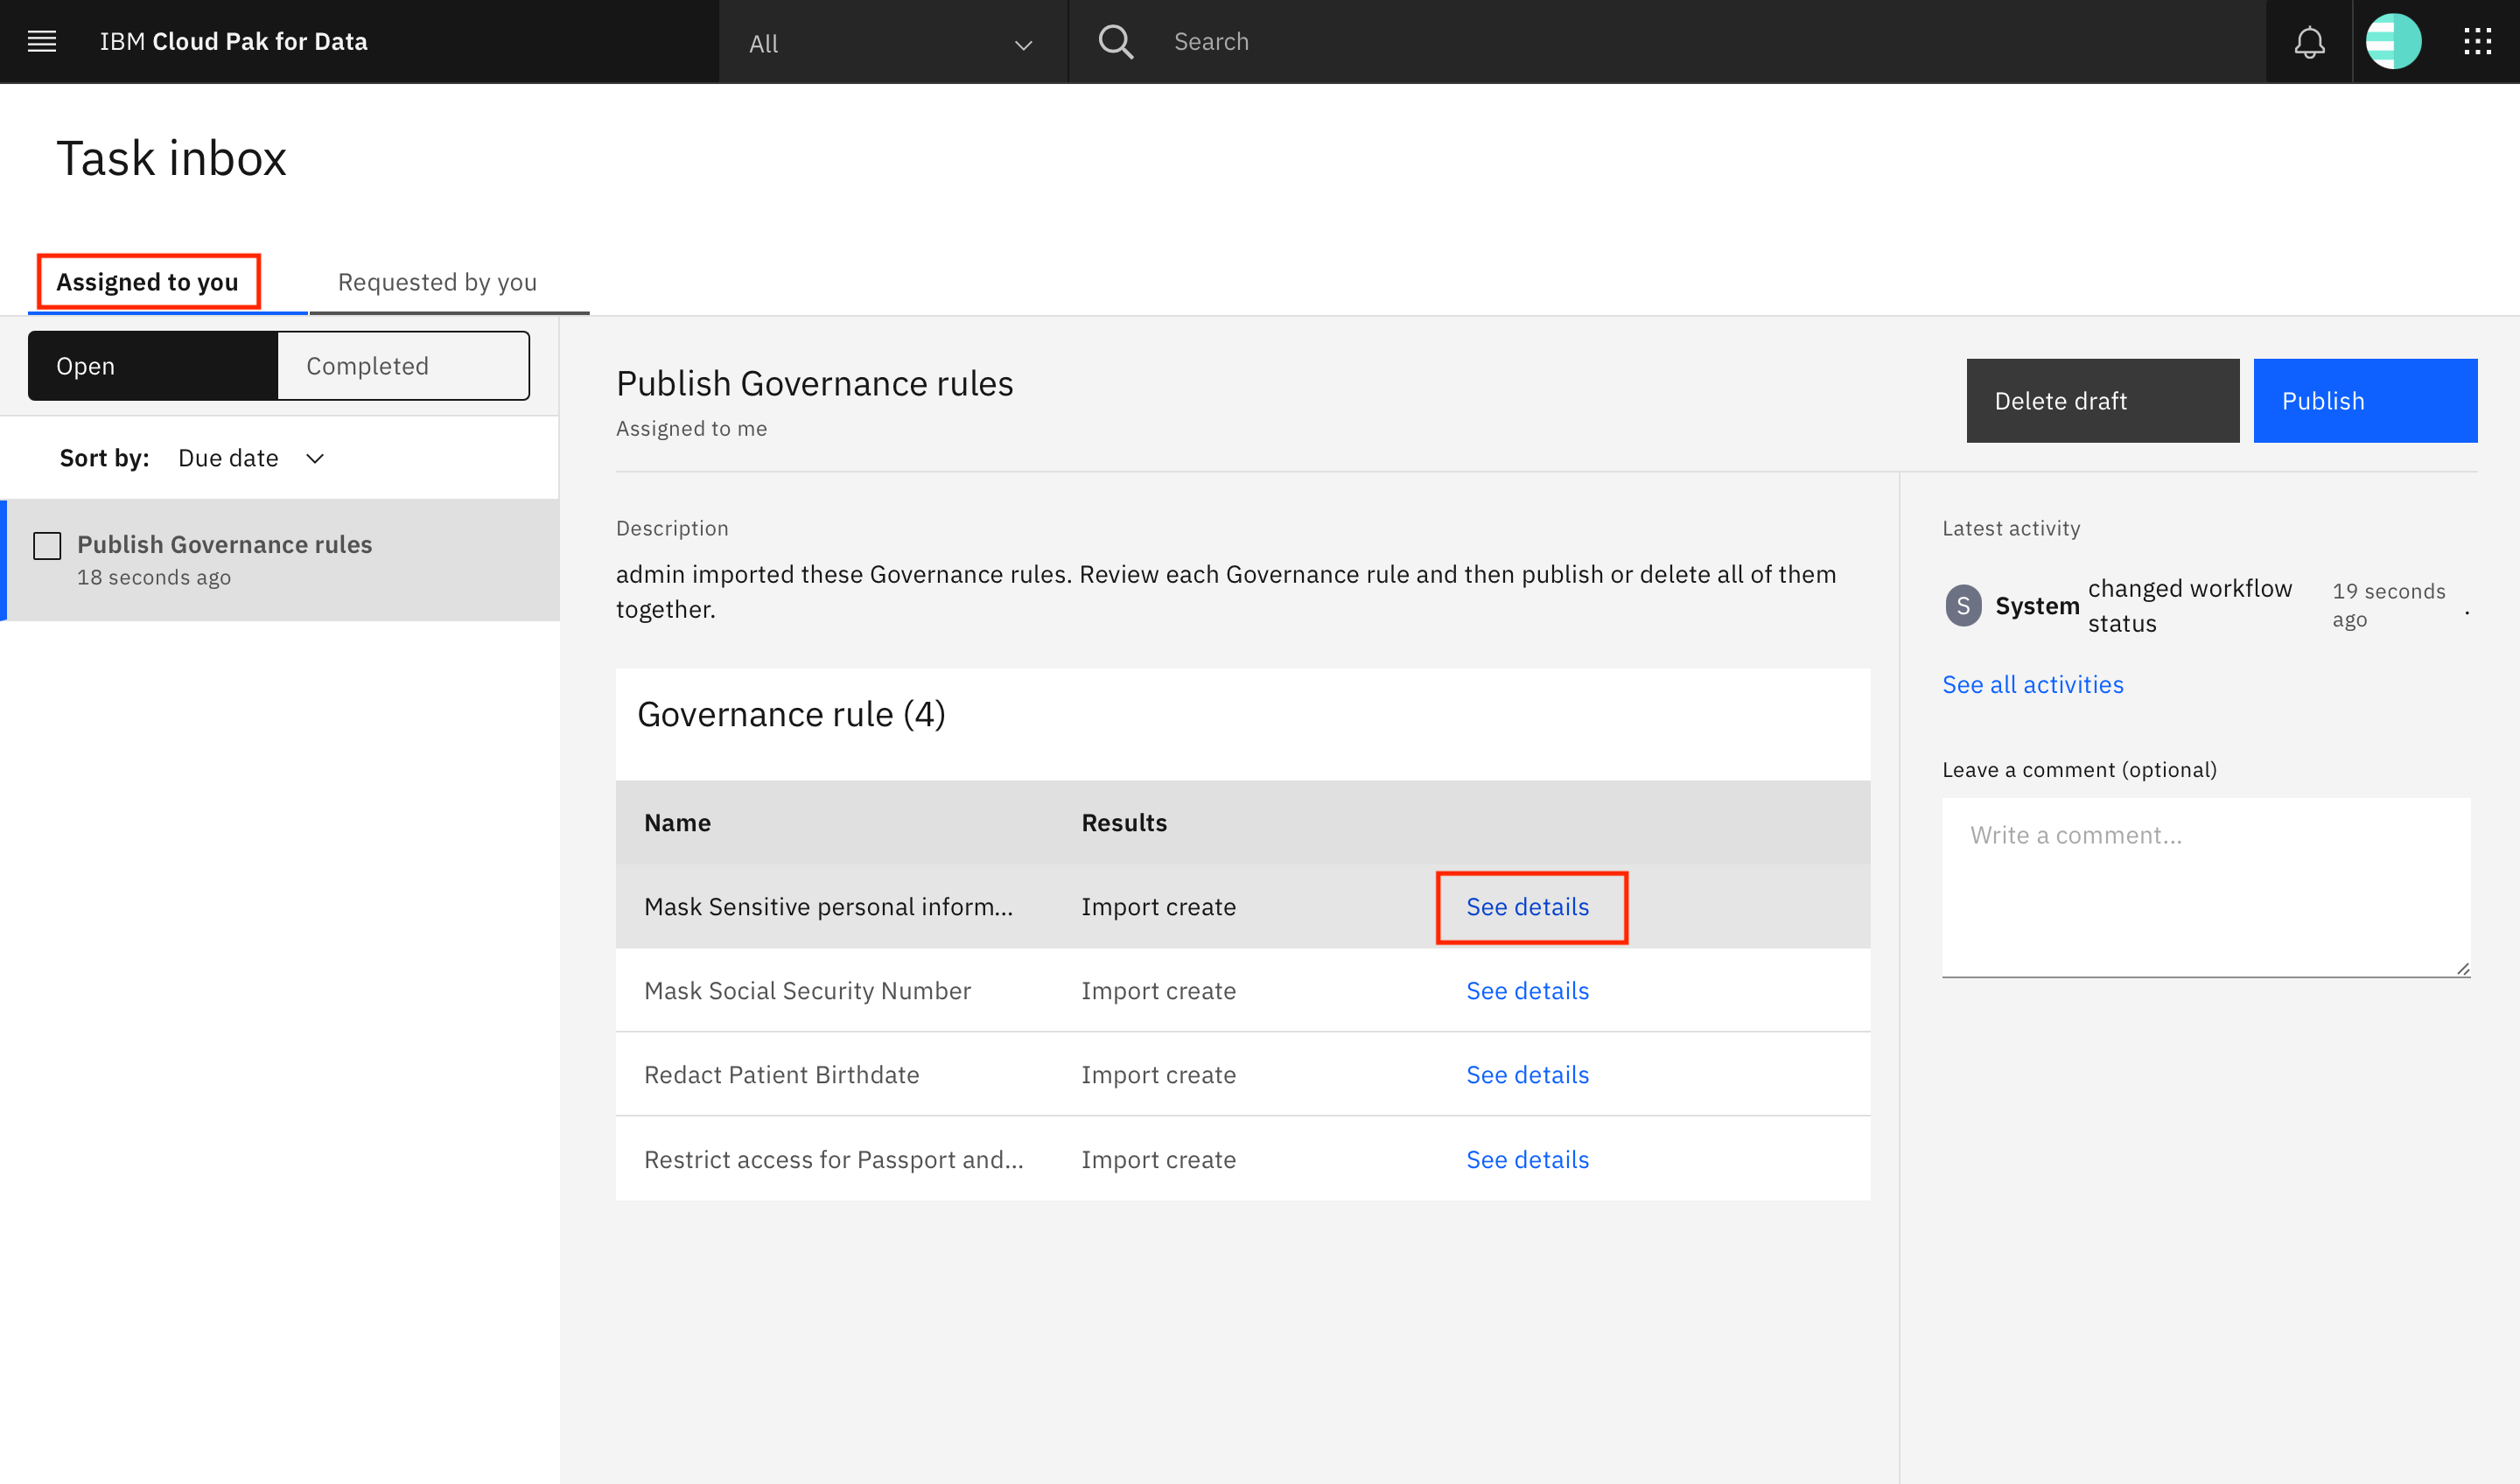 IBM Cloud Pak for Data
All
Search
Task inbox
Assigned to you
Requested by you
Open
Completed
Sort by: Due date
Publish Governance rules
18 seconds ago
Publish Governance rules
Assigned to me
Delete draft
Publish
Description
admin imported these Governance rules. Review each Governance rule and then publish or delete all of them
together.
Governance rule (4)
Name Results
Mask Sensitive personal inform... Import create See details
Mask Social Security Number Import create See details
Redact Patient Birthdate Import create See details
Restrict access for Passport and... Import create See details
Latest activity
S System changed workflow status 19 seconds ago .
See all activities
Leave a comment (optional)
Write a comment...